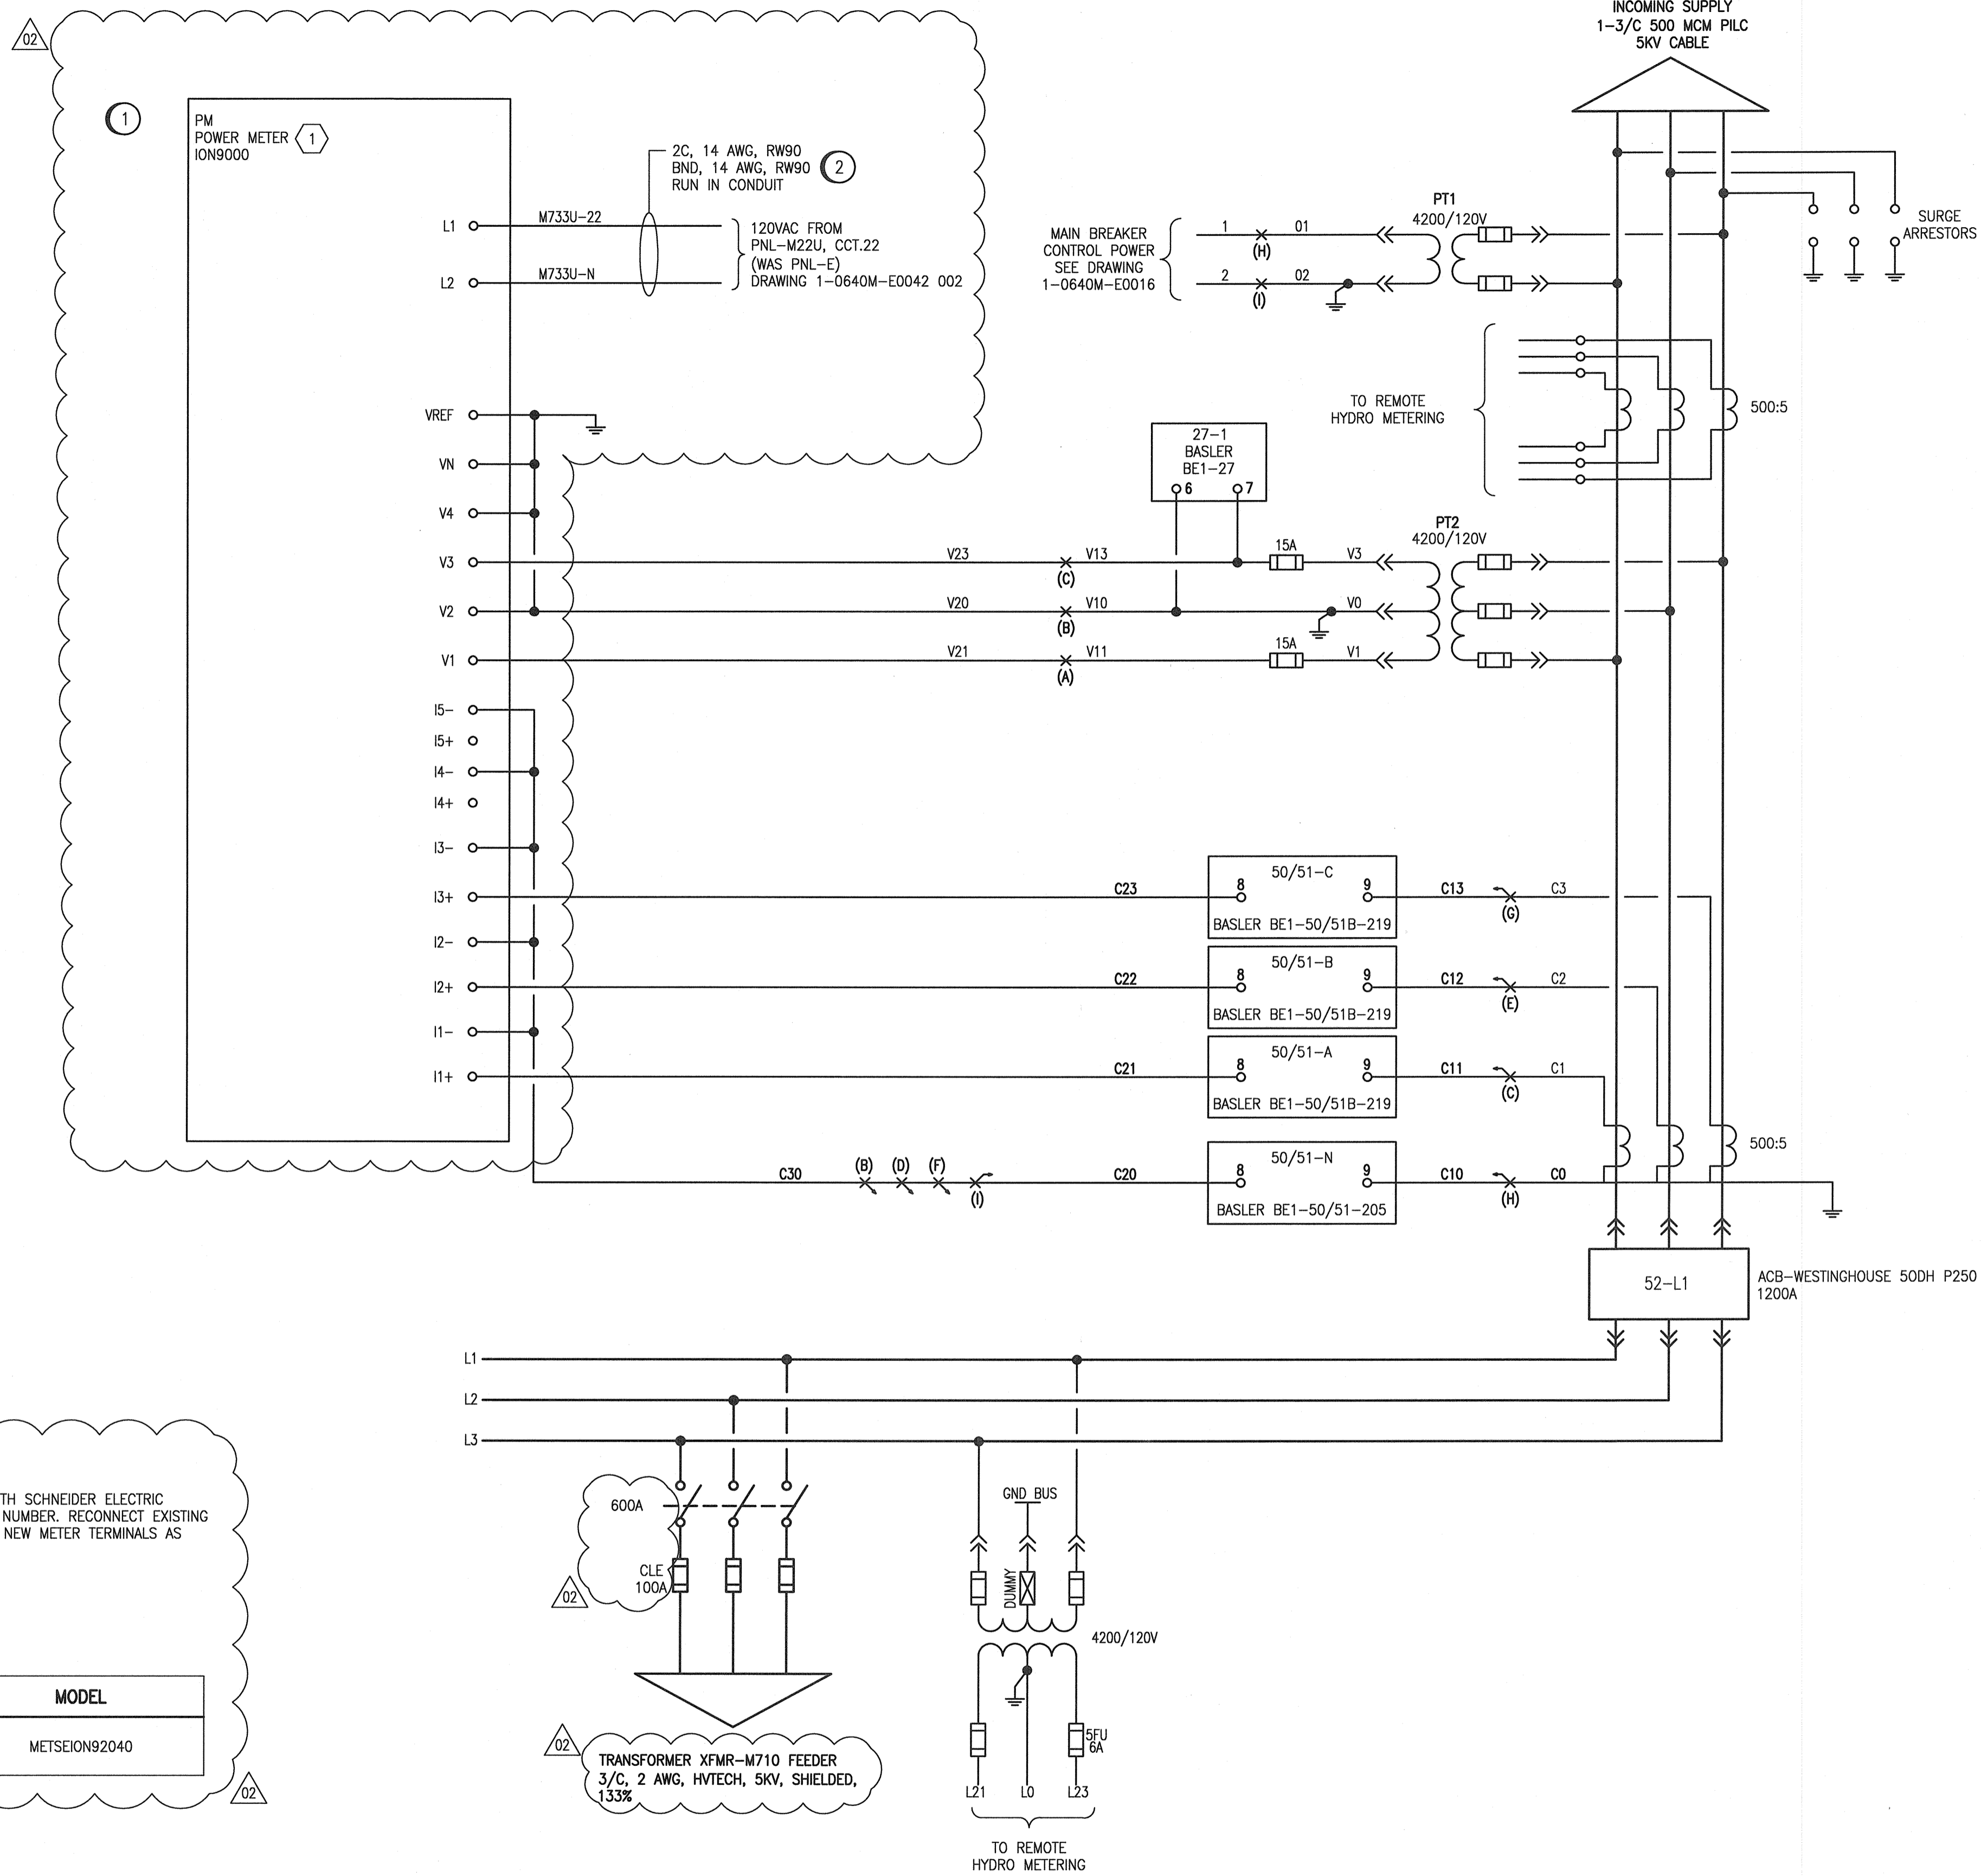 INCOMING SUPPLY
1-3/C 500 MCM PILC
5KV CABLE
02
1
PM
POWER METER 1
ION9000
2C, 14 AWG, RW90
BND, 14 AWG, RW90
RUN IN CONDUIT
2
L1
M733U-22
L2
M733U-N
120VAC FROM
PNL-M22U, CCT.22
(WAS PNL-E)
DRAWING 1-0640M-E0042 002
MAIN BREAKER
CONTROL POWER
SEE DRAWING
1-0640M-E0016
1
(H)
01
2
(I)
02
PT1
4200/120V
SURGE
ARRESTORS
TO REMOTE
HYDRO METERING
500:5
VREF
VN
V4
27-1
BASLER
BE1-27
6
7
PT2
4200/120V
V3
V23
(C)
V13
15A
V3
V2
V20
(B)
V10
V0
V1
V21
(A)
V11
15A
V1
I5-
I5+
I4-
I4+
I3-
I3+
C23
50/51-C
8
9
BASLER BE1-50/51B-219
C13
(G)
C3
I2-
I2+
C22
50/51-B
8
9
BASLER BE1-50/51B-219
C12
(E)
C2
I1-
I1+
C21
50/51-A
8
9
BASLER BE1-50/51B-219
C11
(C)
C1
500:5
C30
(B)
(D)
(F)
(I)
C20
50/51-N
8
9
BASLER BE1-50/51-205
C10
(H)
C0
52-L1
ACB-WESTINGHOUSE 50DH P250
1200A
L1
L2
L3
600A
CLE
100A
02
GND BUS
DUMMY
4200/120V
5FU
6A
L21
L0
L23
TO REMOTE
HYDRO METERING
02
TRANSFORMER XFMR-M710 FEEDER
3/C, 2 AWG, HVTECH, 5KV, SHIELDED,
133%
TH SCHNEIDER ELECTRIC
NUMBER. RECONNECT EXISTING
NEW METER TERMINALS AS
MODEL
METSEION92040
02